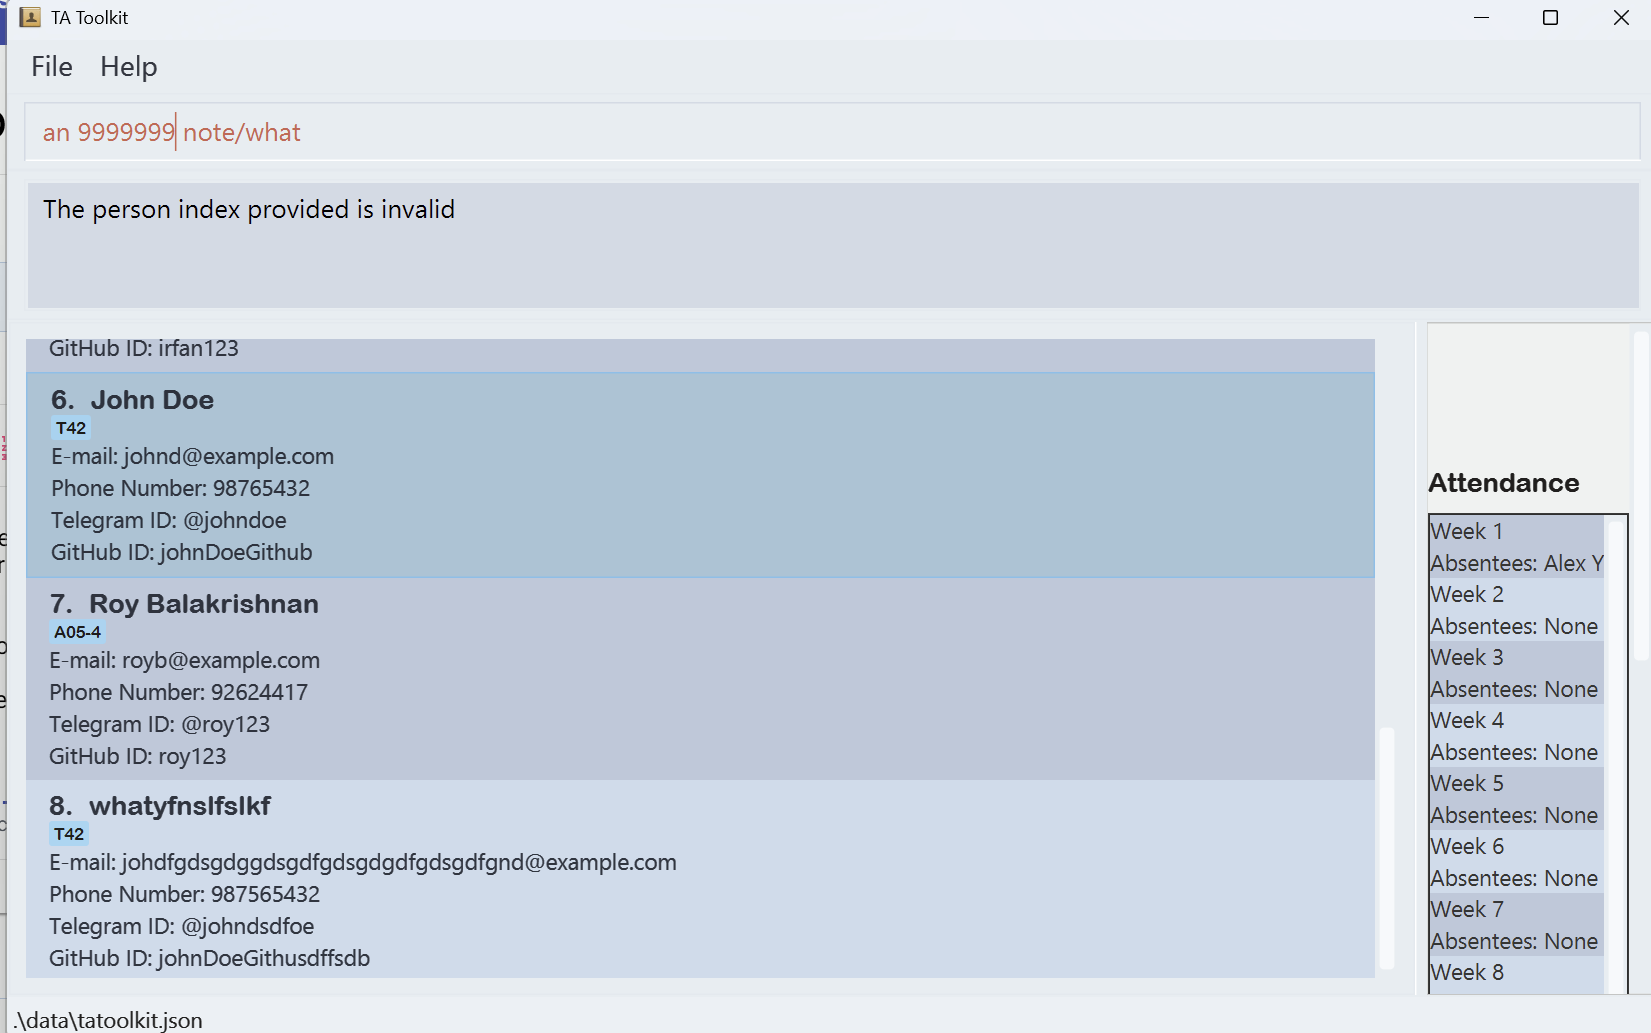 TA Toolkit
File Help
an 9999999 note/what
The person index provided is invalid
GitHub ID: irfan123
6. John Doe
T42
E-mail: johnd@example.com
Phone Number: 98765432
Telegram ID: @johndoe
GitHub ID: johnDoeGithub
7. Roy Balakrishnan
A05-4
E-mail: royb@example.com
Phone Number: 92624417
Telegram ID: @roy123
GitHub ID: roy123
8. whatyfnslfslkf
T42
E-mail: johdfgdsgdggdsgdfgdsgdgdfgdsgdfgnd@example.com
Phone Number: 987565432
Telegram ID: @johndsdfoe
GitHub ID: johnDoeGithusdffsdb
Attendance
Week 1
Absentees: Alex Y
Week 2
Absentees: None
Week 3
Absentees: None
Week 4
Absentees: None
Week 5
Absentees: None
Week 6
Absentees: None
Week 7
Absentees: None
Week 8
.\data\tatoolkit.json